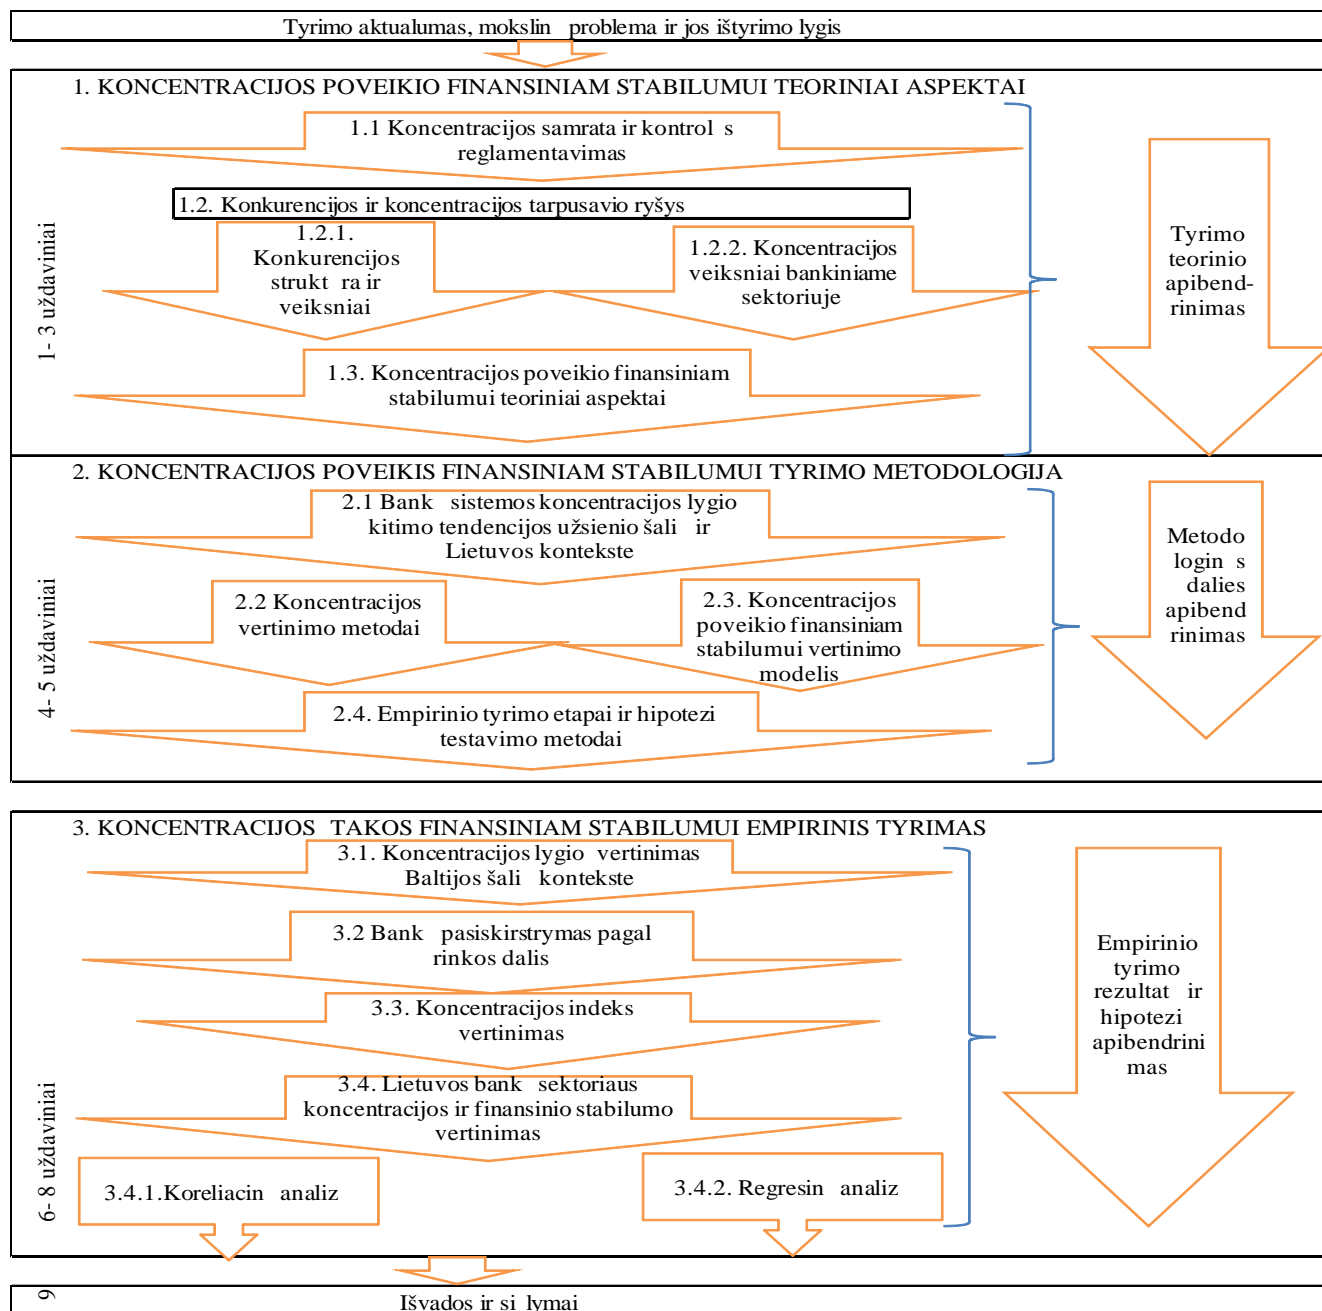 Tyrimo aktualumas, mokslin problema ir jos ištyrimo lygis
1. KONCENTRACIJOS POVEIKIO FINANSINIAM STABILUMUI TEORINIAI ASPEKTAI
1.1 Koncentracijos samrata ir kontrol s
reglamentavimas
1.2. Konkurencijos ir koncentracijos tarpusavio ryšys
1.2.1.
Konkurencijos
strukt ra ir
veiksniai
1.2.2. Koncentracijos
veiksniai bankiniame
sektoriuje
1.3. Koncentracijos poveikio finansiniam
stabilumui teoriniai aspektai
1- 3 uždaviniai
Tyrimo
teorinio
apibend-
rinimas
2. KONCENTRACIJOS POVEIKIS FINANSINIAM STABILUMUI TYRIMO METODOLOGIJA
2.1 Bank sistemos koncentracijos lygio
kitimo tendencijos užsienio šali ir
Lietuvos kontekste
2.2 Koncentracijos
vertinimo metodai
2.3. Koncentracijos
poveikio finansiniam
stabilumui vertinimo
modelis
2.4. Empirinio tyrimo etapai ir hipotezi
testavimo metodai
4- 5 uždaviniai
Metodo
login s
dalies
apibend
rinimas
3. KONCENTRACIJOS TAKOS FINANSINIAM STABILUMUI EMPIRINIS TYRIMAS
3.1. Koncentracijos lygio vertinimas
Baltijos šali kontekste
3.2 Bank pasiskirstrymas pagal
rinkos dalis
3.3. Koncentracijos indeks
vertinimas
3.4. Lietuvos bank sektoriaus
koncentracijos ir finansinio stabilumo
vertinimas
3.4.1.Koreliacin analiz
3.4.2. Regresin analiz
6- 8 uždaviniai
Empirinio
tyrimo
rezultat ir
hipotezi
apibendrini
mas
9
Išvados ir si lymai